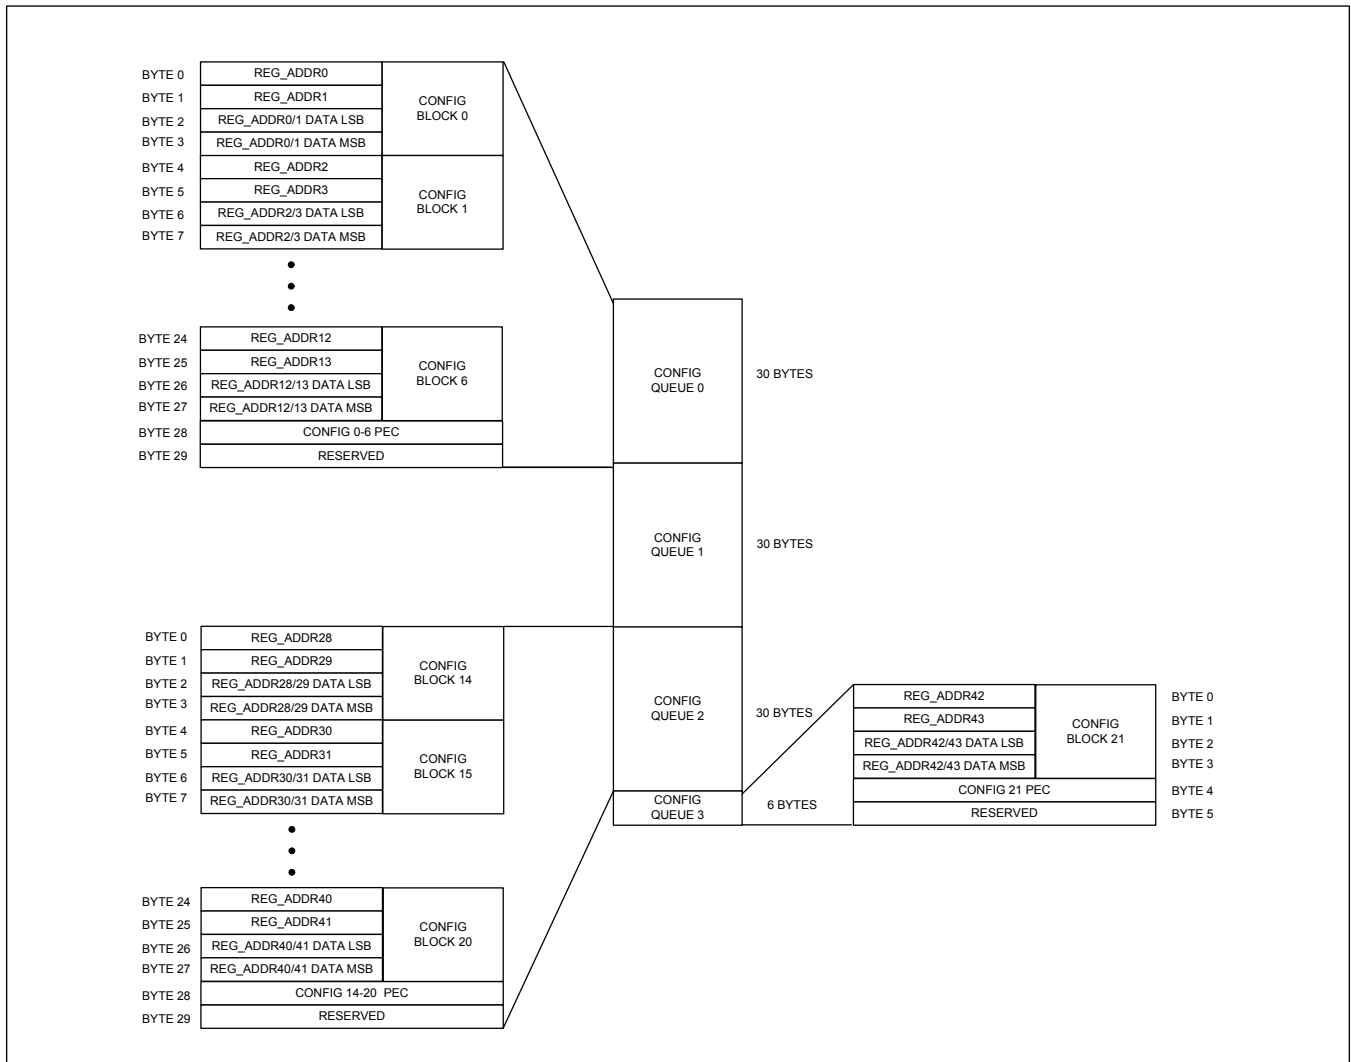 BYTE 0 REG_ADDR0
BYTE 1 REG_ADDR1
BYTE 2 REG_ADDR0/1 DATA LSB
BYTE 3 REG_ADDR0/1 DATA MSB
CONFIG
BLOCK 0
BYTE 4 REG_ADDR2
BYTE 5 REG_ADDR3
BYTE 6 REG_ADDR2/3 DATA LSB
BYTE 7 REG_ADDR2/3 DATA MSB
CONFIG
BLOCK 1
BYTE 24 REG_ADDR12
BYTE 25 REG_ADDR13
BYTE 26 REG_ADDR12/13 DATA LSB
BYTE 27 REG_ADDR12/13 DATA MSB
CONFIG
BLOCK 6
BYTE 28 CONFIG 0-6 PEC
BYTE 29 RESERVED
CONFIG
QUEUE 0
30 BYTES
CONFIG
QUEUE 1
30 BYTES
BYTE 0 REG_ADDR28
BYTE 1 REG_ADDR29
BYTE 2 REG_ADDR28/29 DATA LSB
BYTE 3 REG_ADDR28/29 DATA MSB
CONFIG
BLOCK 14
BYTE 4 REG_ADDR30
BYTE 5 REG_ADDR31
BYTE 6 REG_ADDR30/31 DATA LSB
BYTE 7 REG_ADDR30/31 DATA MSB
CONFIG
BLOCK 15
BYTE 24 REG_ADDR40
BYTE 25 REG_ADDR41
BYTE 26 REG_ADDR40/41 DATA LSB
BYTE 27 REG_ADDR40/41 DATA MSB
CONFIG
BLOCK 20
BYTE 28 CONFIG 14-20 PEC
BYTE 29 RESERVED
CONFIG
QUEUE 2
30 BYTES
CONFIG
QUEUE 3
6 BYTES
REG_ADDR42 BYTE 0
REG_ADDR43 BYTE 1
REG_ADDR42/43 DATA LSB BYTE 2
REG_ADDR42/43 DATA MSB BYTE 3
CONFIG
BLOCK 21
CONFIG 21 PEC BYTE 4
RESERVED BYTE 5